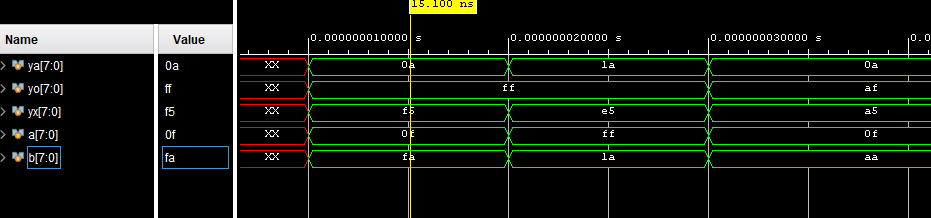 15.100 ns
Name Value 0.000000010000 s 0.000000020000 s 0.000000030000 s 0.0
ya[7:0] 0a XX 0a 1a 0a
yo[7:0] ff XX ff af
yx[7:0] f5 XX f5 e5 a5
a[7:0] 0f XX 0f ff 0f
b[7:0] fa XX fa 1a aa